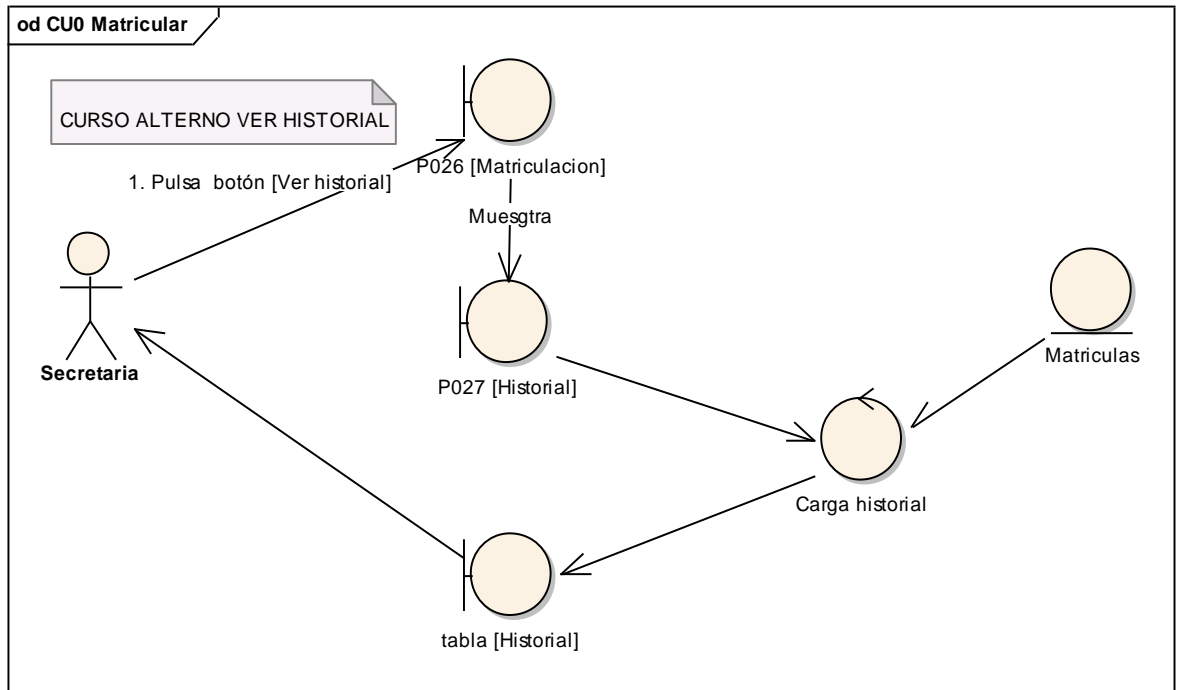 od CU0 Matricular
CURSO ALTERNO VER HISTORIAL
P026 [Matriculacion]
1. Pulsa botón [Ver historial]
Muesgtra
Matriculas
Secretaria
P027 [Historial]
Carga historial
tabla [Historial]